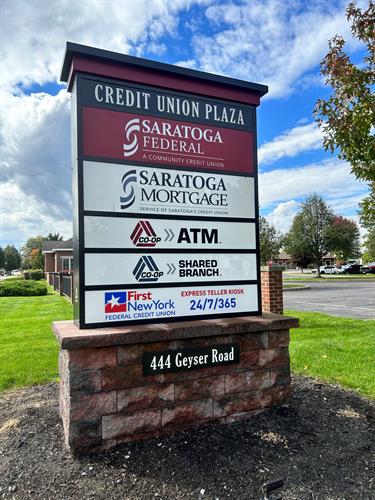 CREDIT UNION PLAZA
SARATOGA
FEDERAL
A COMMUNITY CREDIT UNION
SARATOGA
MORTGAGE
SERVICE OF SARATOGA'S CREDIT UNION
CO-OP >> ATM
CO-OP >> SHARED
BRANCH
First
New York
FEDERAL CREDIT UNION
EXPRESS TELLER KIOSK
24/7/365
444 Geyser Road